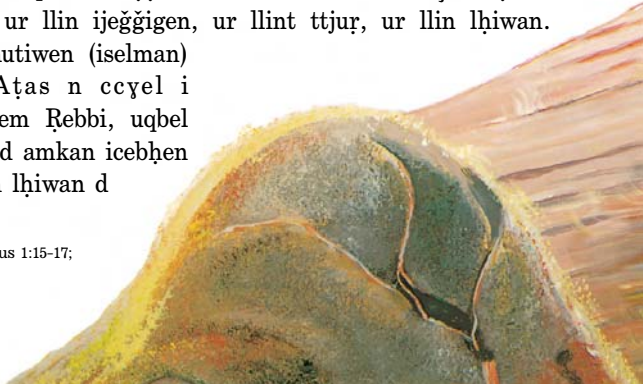 ur llin ijeǧǧigen, ur llint ttjuṛ, ur llin lḥiwan.
utiwen (iselman)
Aṭas n ccɣel i
em Ṛebbi, uqbel
d amkan icebḥen
lḥiwan d
us 1:15-17;